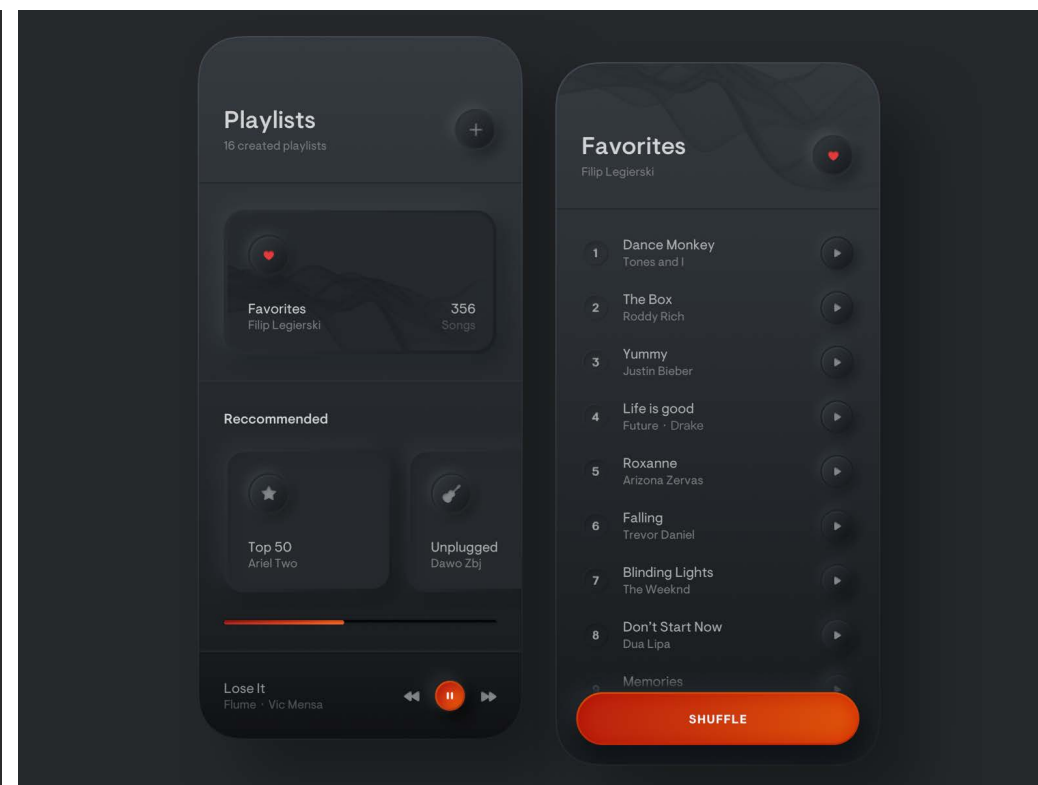 Playlists
16 created playlists
Favorites
Filip Legierski
356
Songs
Reccommended
Top 50
Ariel Two
Unplugged
Dawo Zbj
Lose It
Flume · Vic Mensa
Favorites
Filip Legierski
1
Dance Monkey
Tones and I
2
The Box
Roddy Rich
3
Yummy
Justin Bieber
4
Life is good
Future · Drake
5
Roxanne
Arizona Zervas
6
Falling
Trevor Daniel
7
Blinding Lights
The Weeknd
8
Don't Start Now
Dua Lipa
9
Memories
SHUFFLE